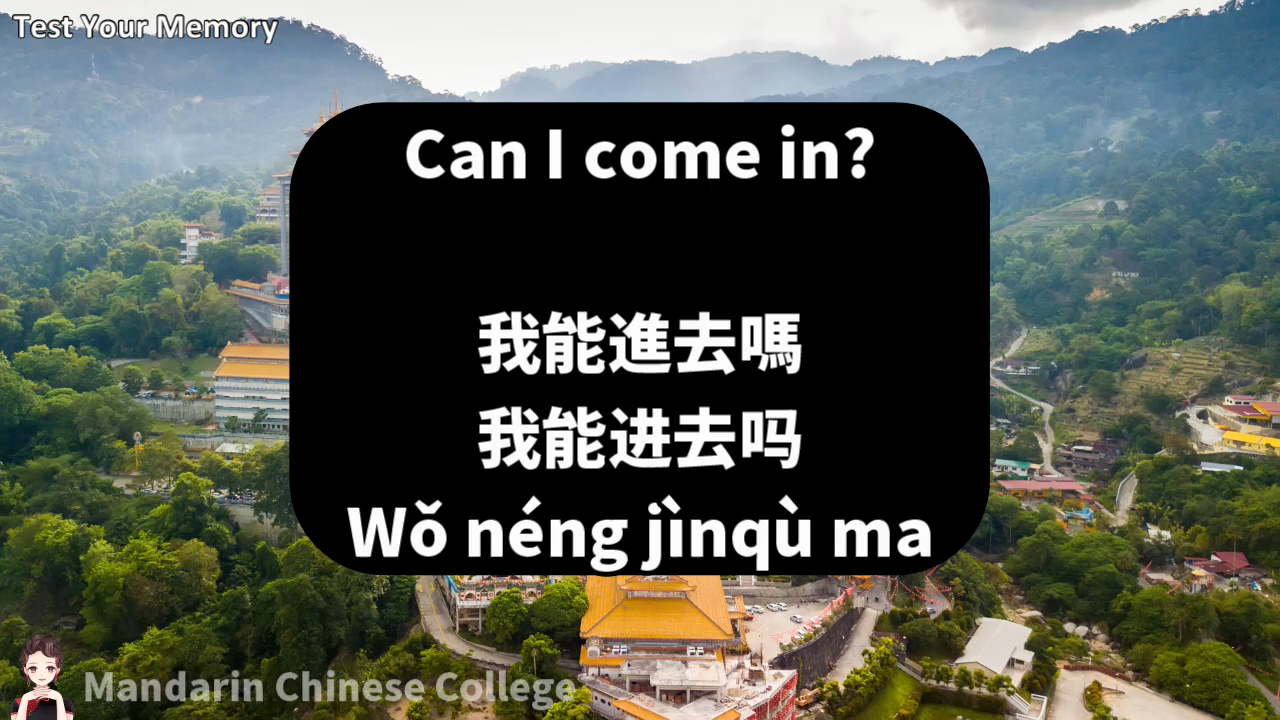 Test Your Memory
Can I come in?
我能進去嗎
我能进去吗
Wǒ néng jìnqù ma
Mandarin Chinese College